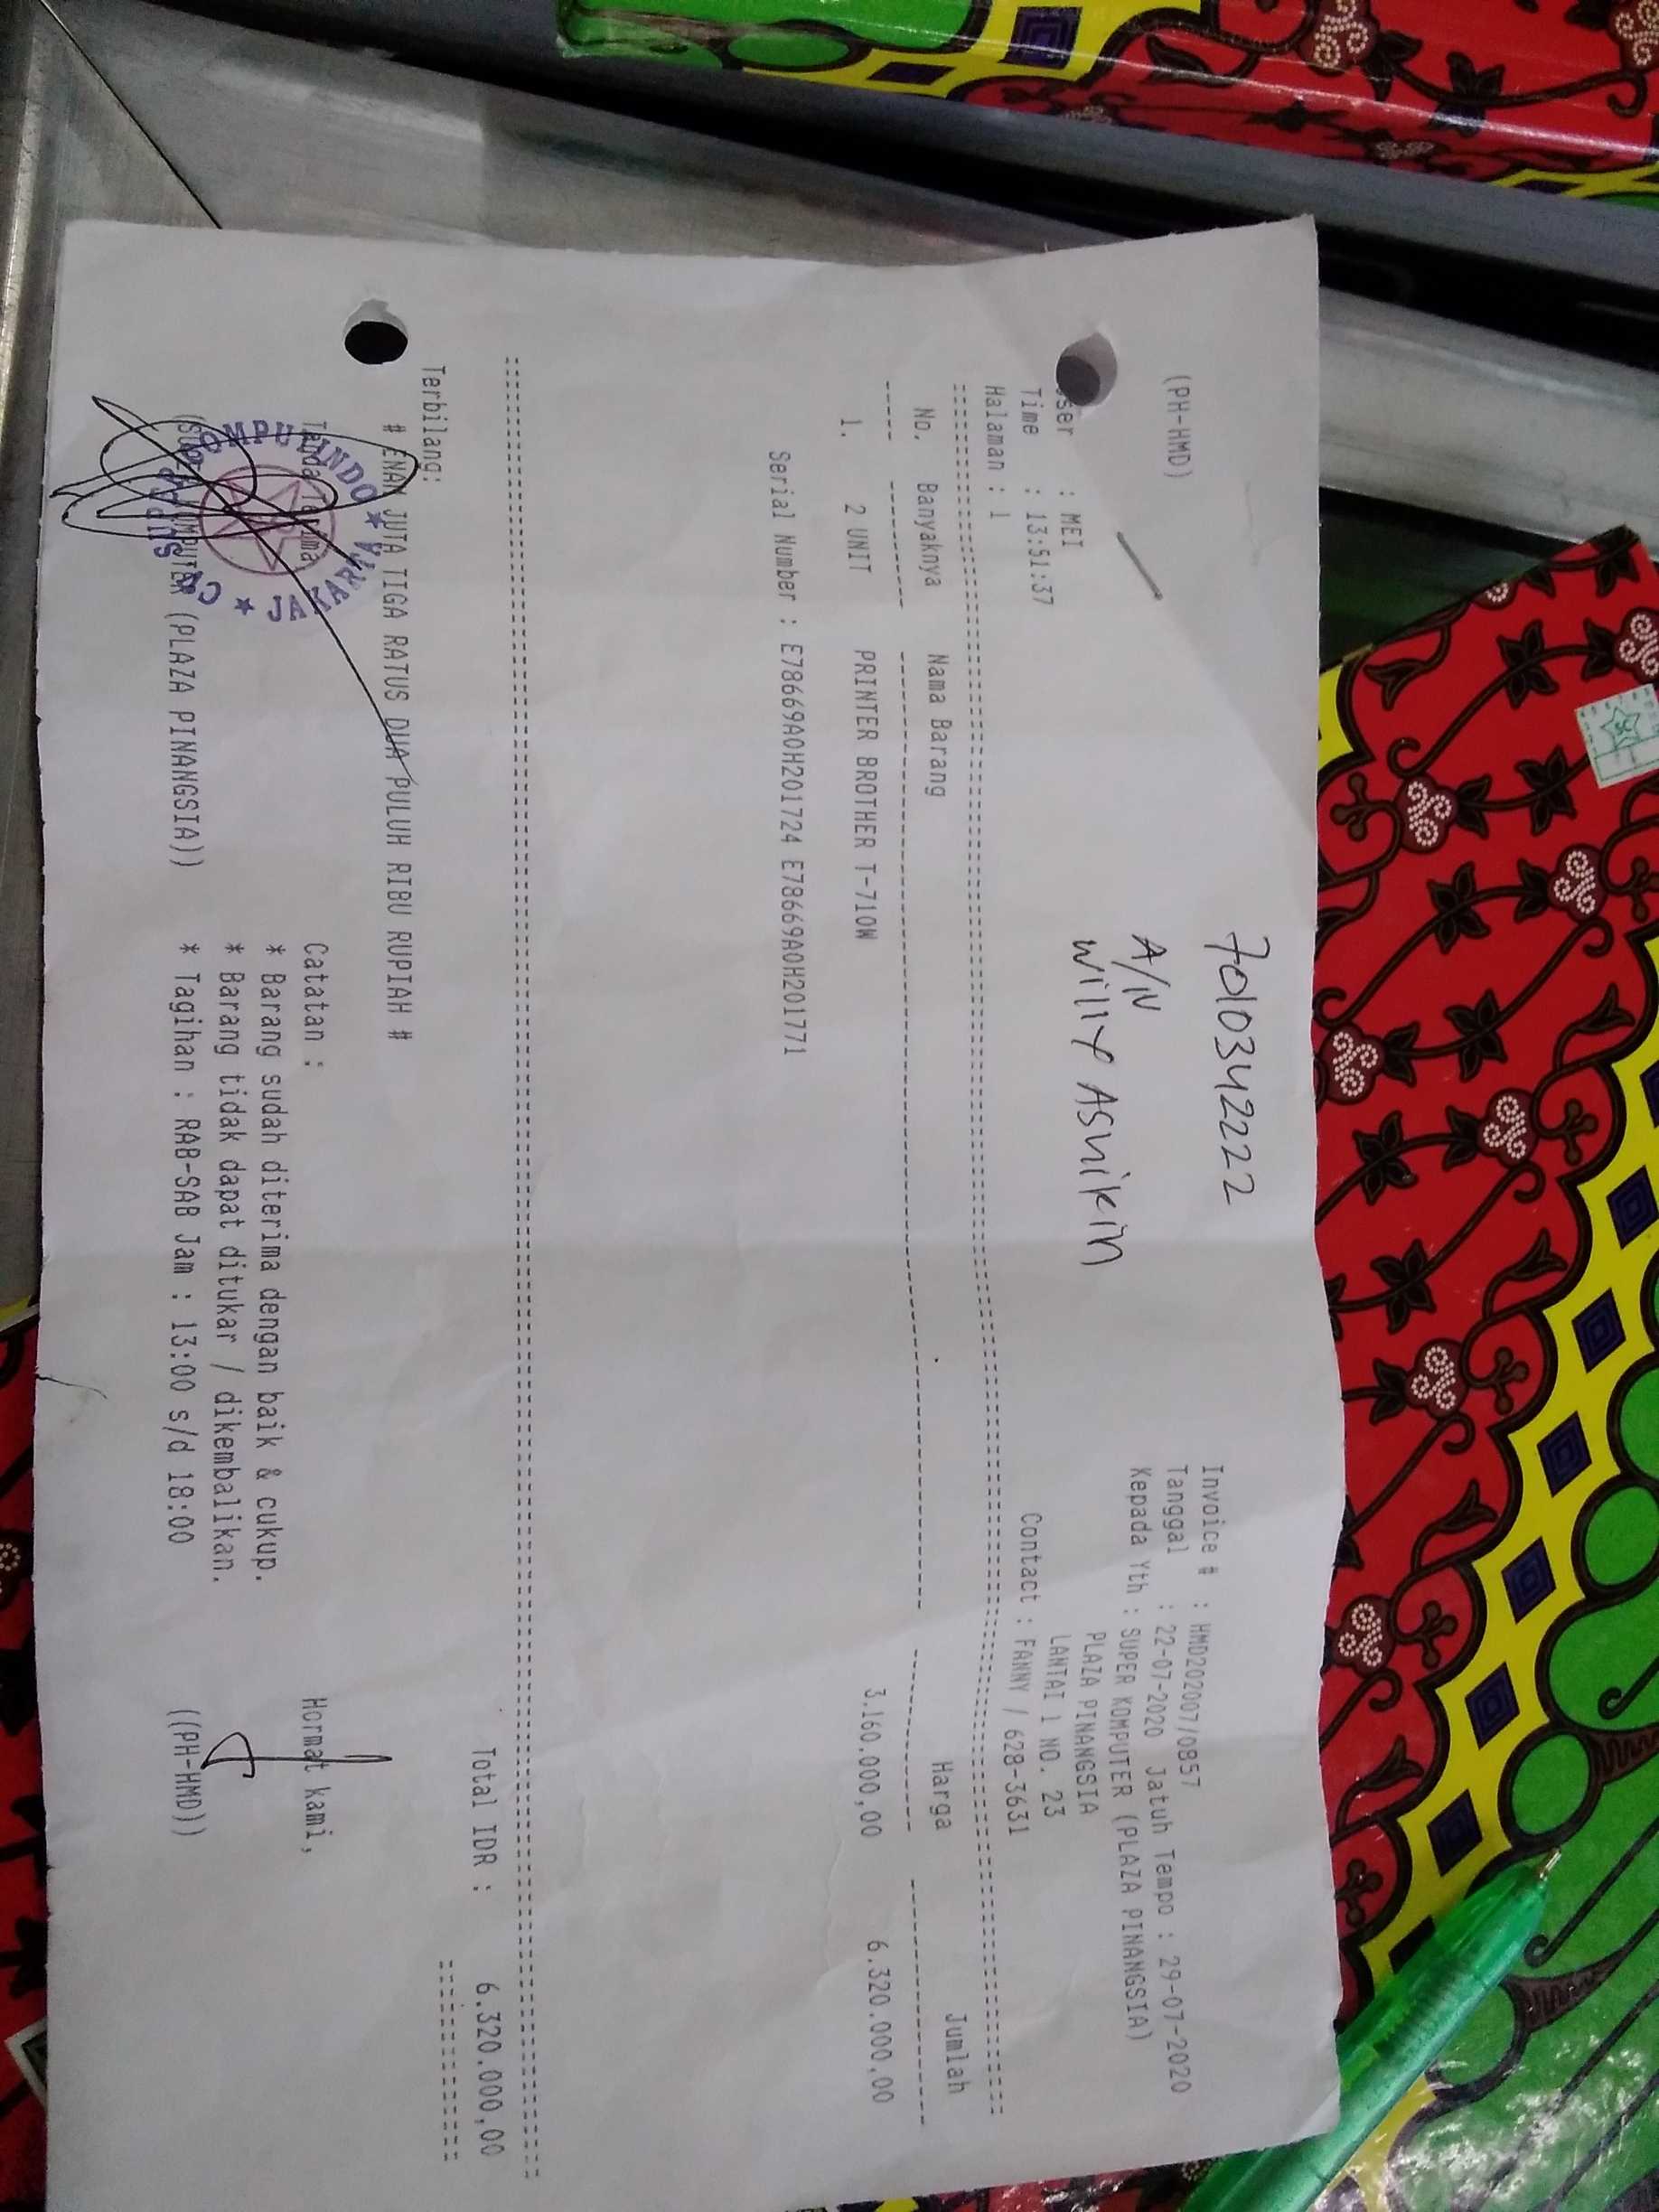 (PH-HMD)
7010342222
A/N
Willy Asnikin
Invoice # : HMD202007/0857
Tanggal : 22-07-2020 Jatuh Tempo : 29-07-2020
Kepada Yth : SUPER KOMPUTER (PLAZA PINANGSIA)
PLAZA PINANGSIA
LANTAI 1 NO. 23
Contact : FANNY / 628-3631
: MEI
Time : 13:51:37
Halaman : 1
No. Banyaknya Nama Barang Harga Jumlah
1. 2 UNIT PRINTER BROTHER T-710W 3.160.000,00 6.320.000,00
Serial Number : E78669A0H201724 E78669A0H201771
Total IDR : 6.320.000,00
Terbilang:
# ENAM JUTA TIGA RATUS DUA PULUH RIBU RUPIAH #
Tanda Terima
Catatan :
Hormat kami,
* Barang sudah diterima dengan baik & cukup.
* Barang tidak dapat ditukar / dikembalikan.
* Tagihan : RAB-SAB Jam : 13:00 s/d 18:00
KOMPUTER (PLAZA PINANGSIA))
((PH-HMD))
JAKARTA